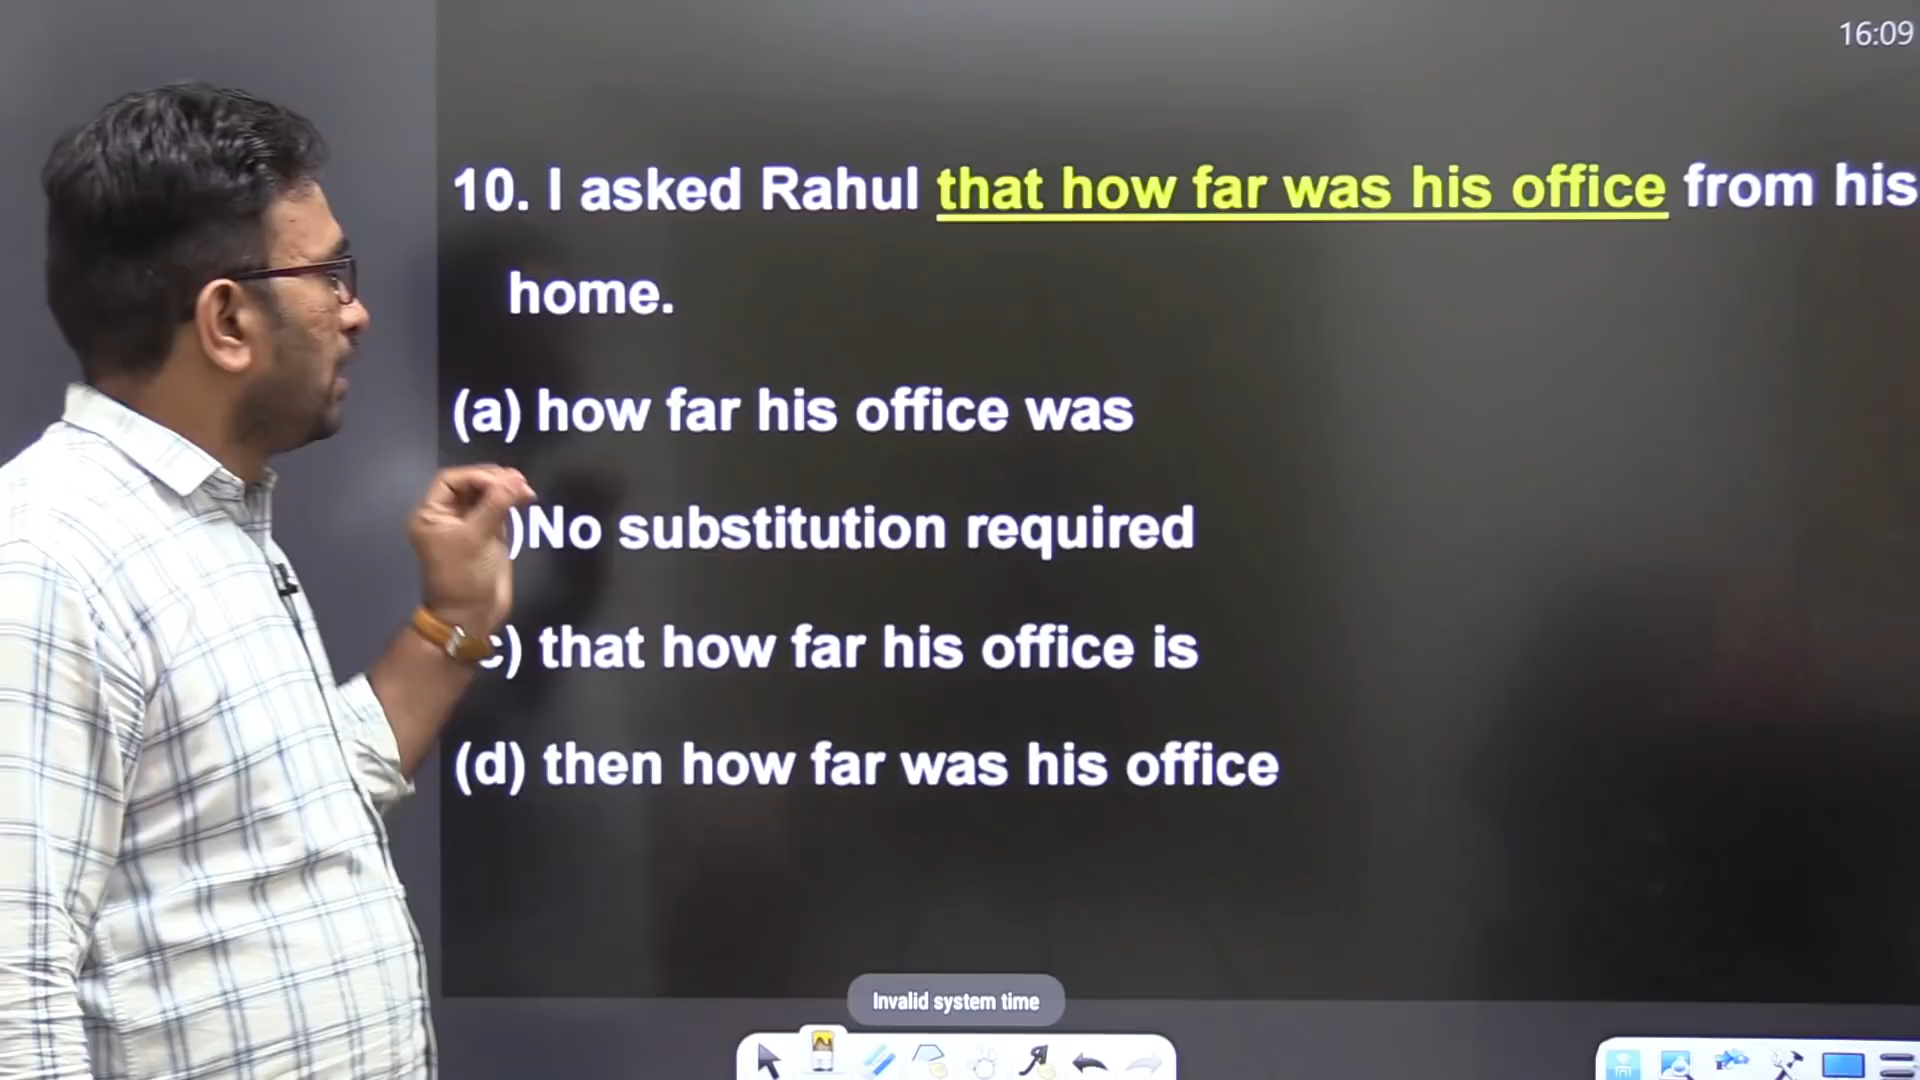 16:09
10. I asked Rahul that how far was his office from his
home.
(a) how far his office was
)No substitution required
c) that how far his office is
(d) then how far was his office
Invalid system time